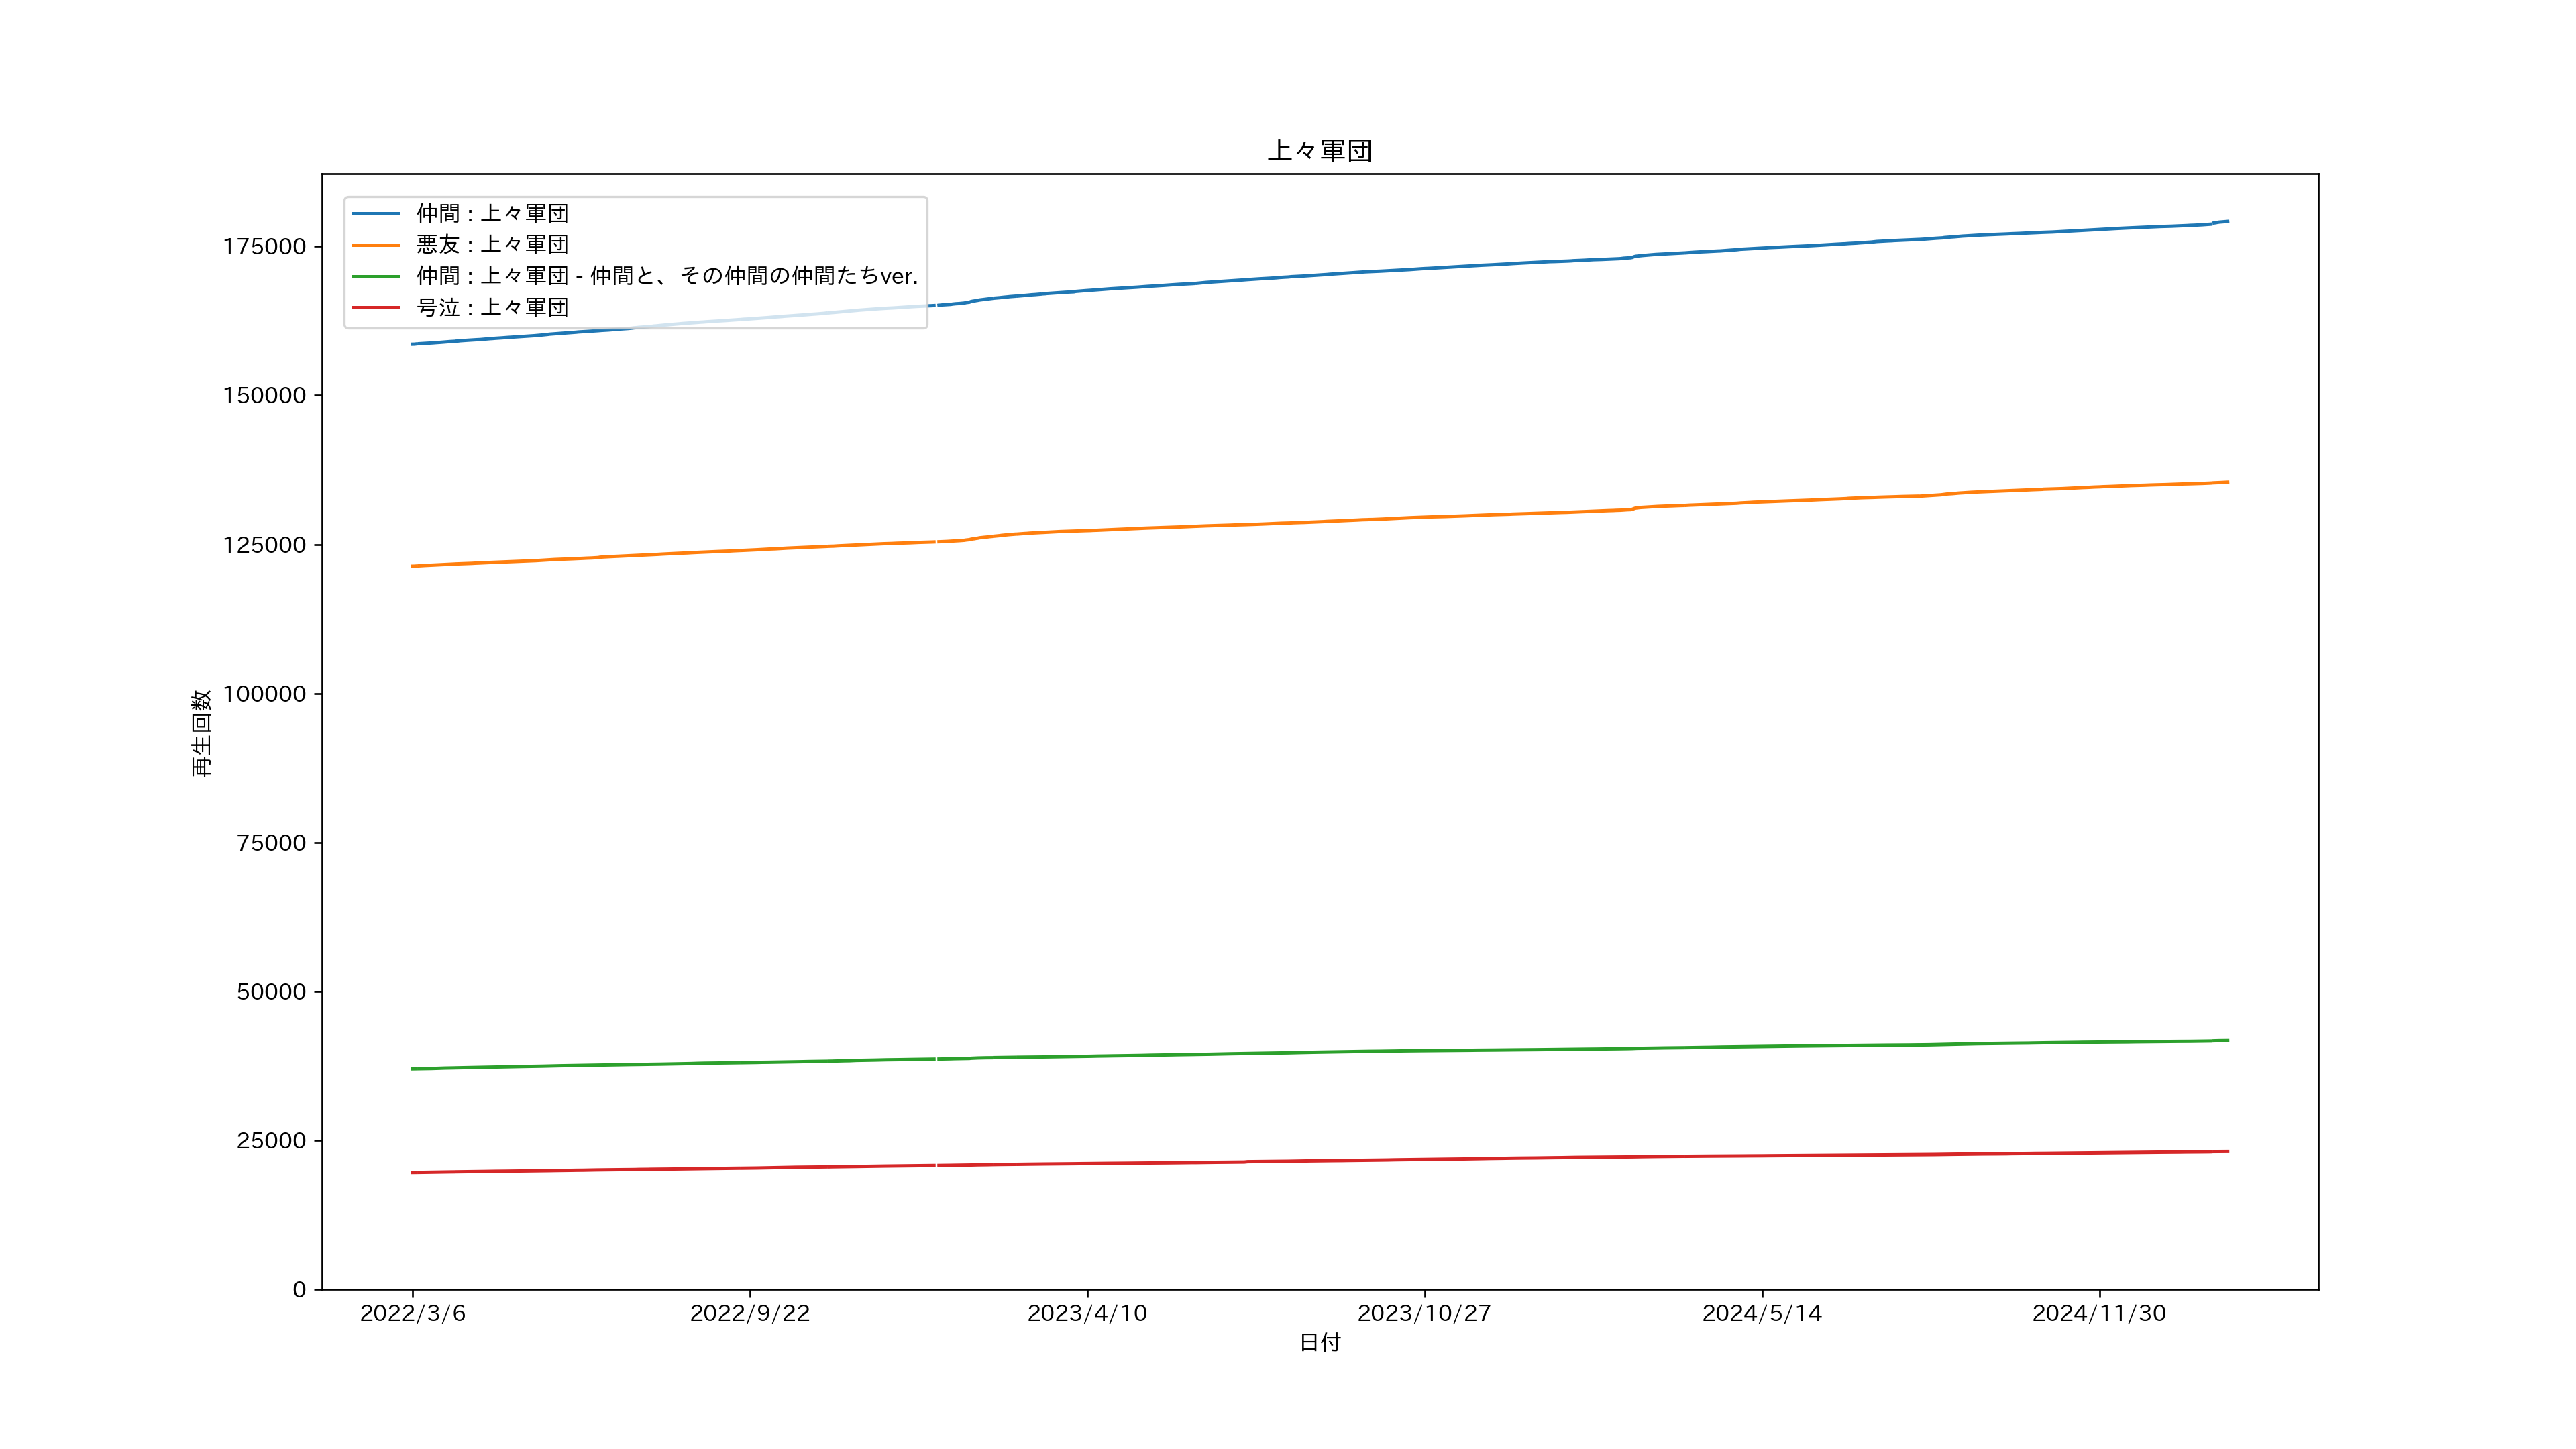 上々軍団
仲間 : 上々軍団
悪友 : 上々軍団
仲間 : 上々軍団 - 仲間と、その仲間の仲間たちver.
号泣 : 上々軍団
再生回数
175000
150000
125000
100000
75000
50000
25000
0
2022/3/6 2022/9/22 2023/4/10 2023/10/27 2024/5/14 2024/11/30
日付